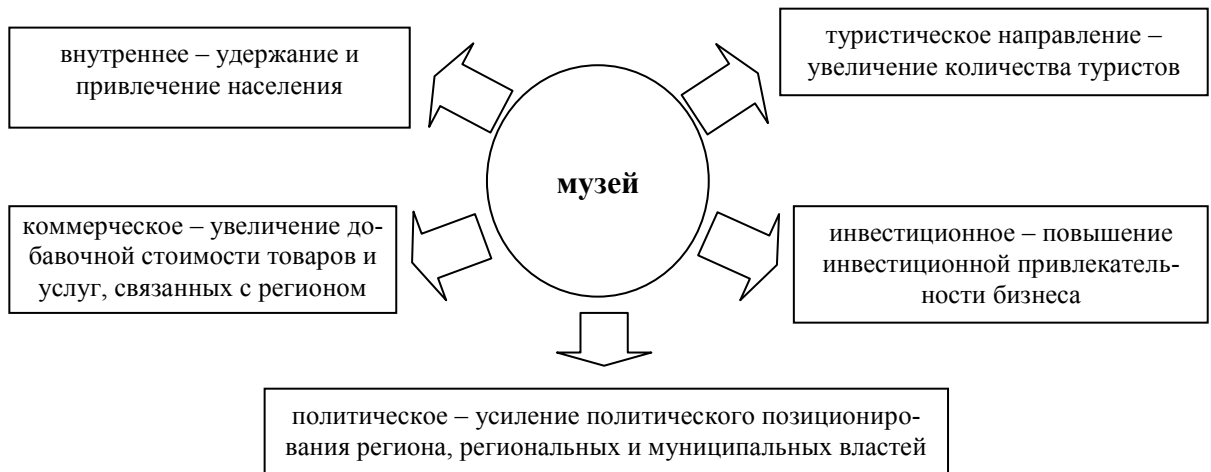 внутреннее – удержание и
привлечение населения
туристическое направление –
увеличение количества туристов
музей
коммерческое – увеличение до-
бавочной стоимости товаров и
услуг, связанных с регионом
инвестиционное – повышение
инвестиционной привлекатель-
ности бизнеса
политическое – усиление политического позициониро-
вания региона, региональных и муниципальных властей